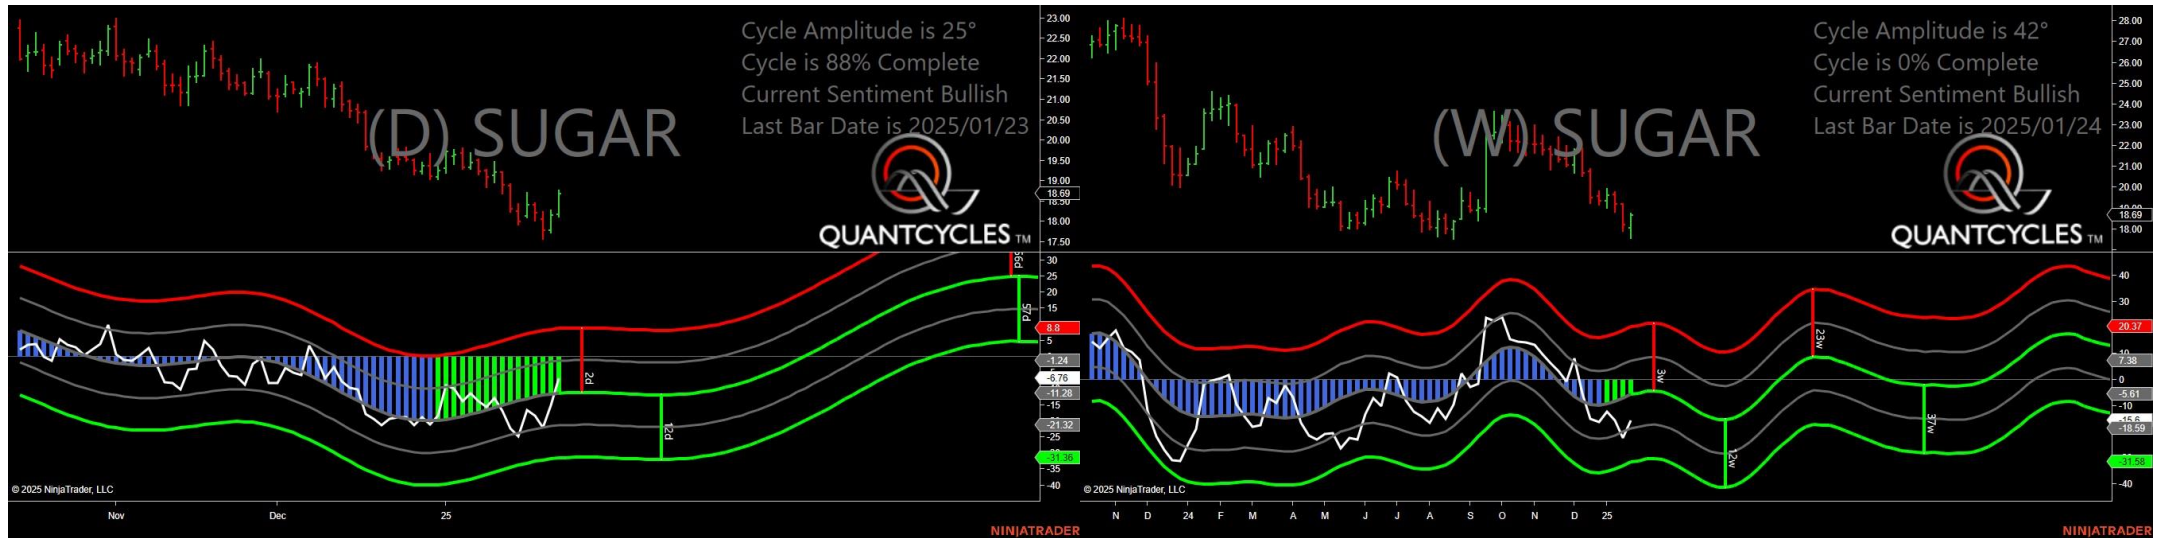 Cycle Amplitude is 25°
Cycle is 88% Complete
Current Sentiment Bullish
Last Bar Date is 2025/01/23
(D) SUGAR
QUANTCYCLES TM
23.00
22.50
22.00
21.50
21.00
20.50
20.00
19.50
19.00
18.69
18.50
18.00
17.50
30
25
20
15
8.8
5
-1.24
-6.76
-11.28
-15
-21.32
-25
-31.36
-35
-40
2d
12d
56d
57d
© 2025 NinjaTrader, LLC
Nov
Dec
25
NINJATRADER
Cycle Amplitude is 42°
Cycle is 0% Complete
Current Sentiment Bullish
Last Bar Date is 2025/01/24
(W) SUGAR
QUANTCYCLES TM
28.00
27.00
26.00
25.00
24.00
23.00
22.00
21.00
20.00
18.69
18.00
40
30
20.37
10
7.38
0
-5.61
-10
-15.6
-18.59
-31.58
-40
3w
12w
23w
37w
© 2025 NinjaTrader, LLC
N D 24 F M A M J J A S O N D 25
NINJATRADER